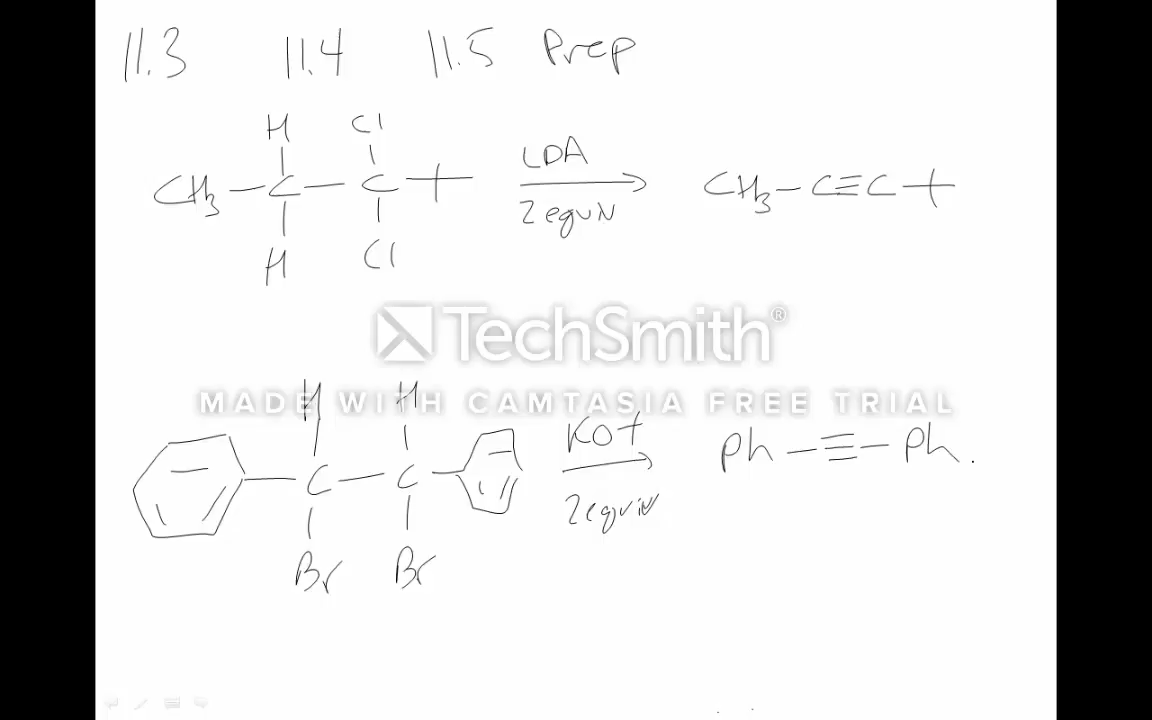 11.3 11.4 11.5 Prep
H Cl
LDA
CH3 — C — C CH3 — C≡C
2 equiv
H Cl
TechSmith®
MADE WITH CAMTASIA FREE TRIAL
H H
KO
Ph — ≡ — Ph.
C — C
2 equiv
Br Br